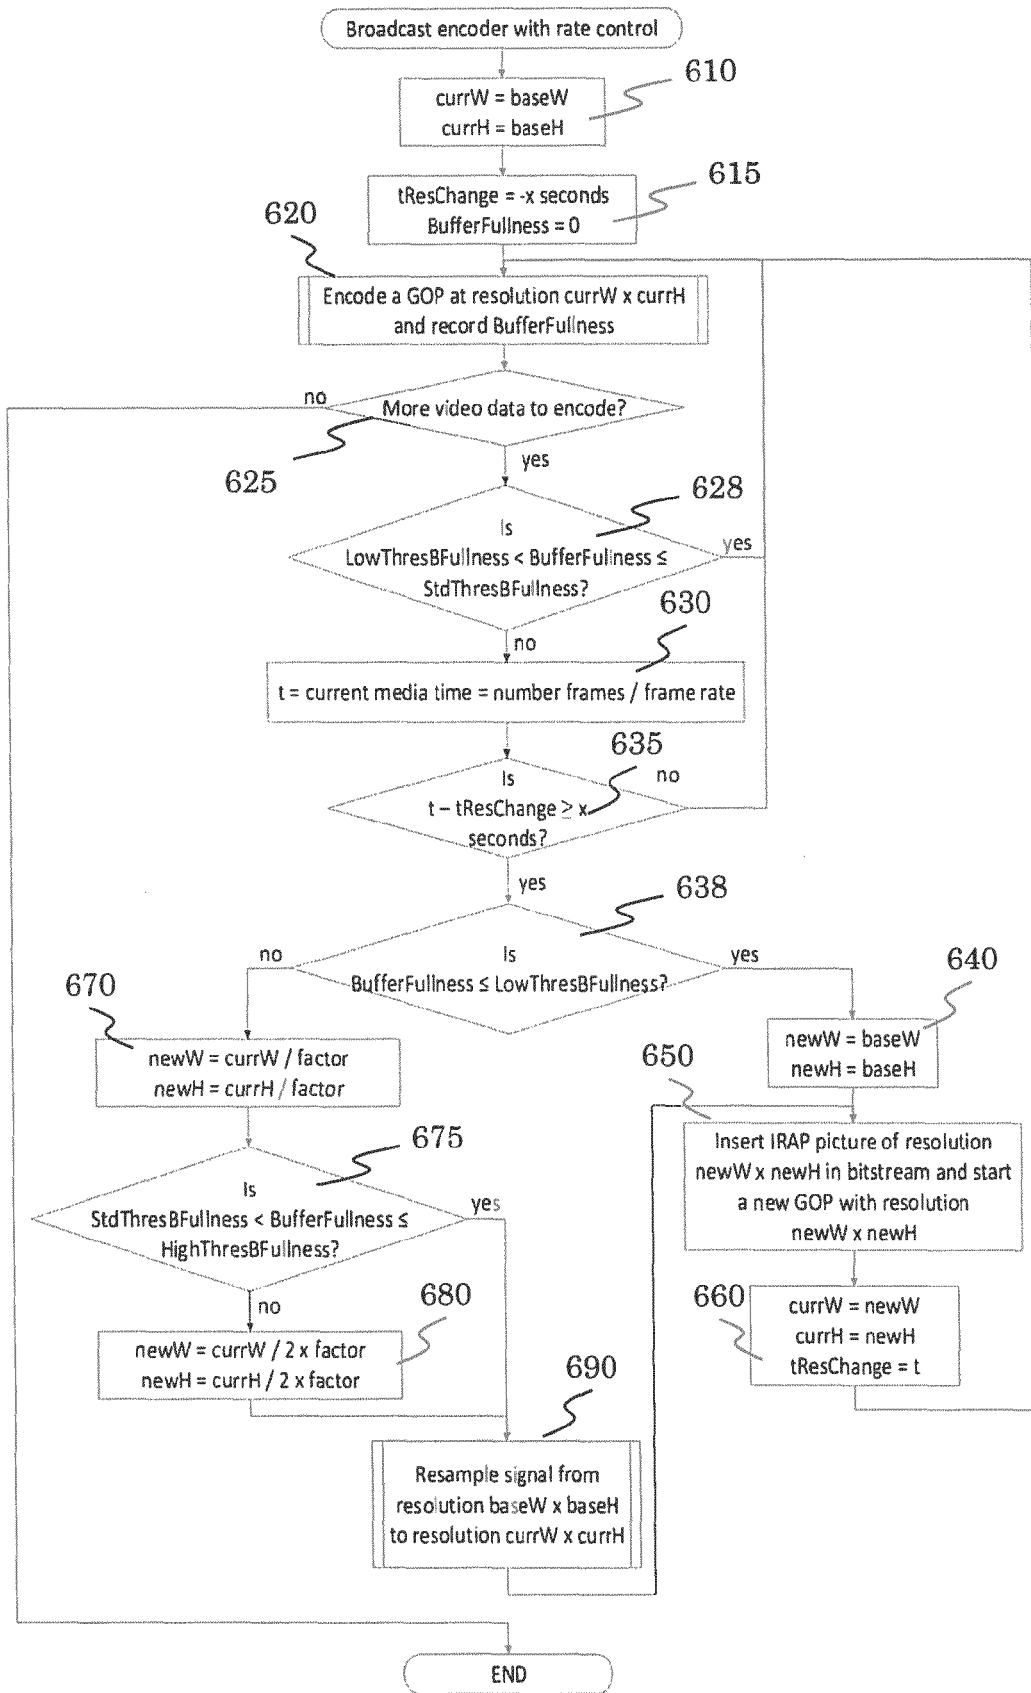 Broadcast encoder with rate control
610
currW = baseW
currH = baseH
615
tResChange = -x seconds
BufferFullness = 0
620
Encode a GOP at resolution currW x currH
and record BufferFullness
no
More video data to encode?
625
yes
628
Is
LowThresBFullness < BufferFullness ≤
StdThresBFullness?
yes
no
630
t = current media time = number frames / frame rate
635
Is
t – tResChange ≥ x
seconds?
no
yes
638
Is
BufferFullness ≤ LowThresBFullness?
no
yes
640
newW = baseW
newH = baseH
670
newW = currW / factor
newH = currH / factor
650
Insert IRAP picture of resolution
newW x newH in bitstream and start
a new GOP with resolution
newW x newH
675
Is
StdThresBFullness < BufferFullness ≤
HighThresBFullness?
yes
no
680
newW = currW / 2 x factor
newH = currH / 2 x factor
660
currW = newW
currH = newH
tResChange = t
690
Resample signal from
resolution baseW x baseH
to resolution currW x currH
END